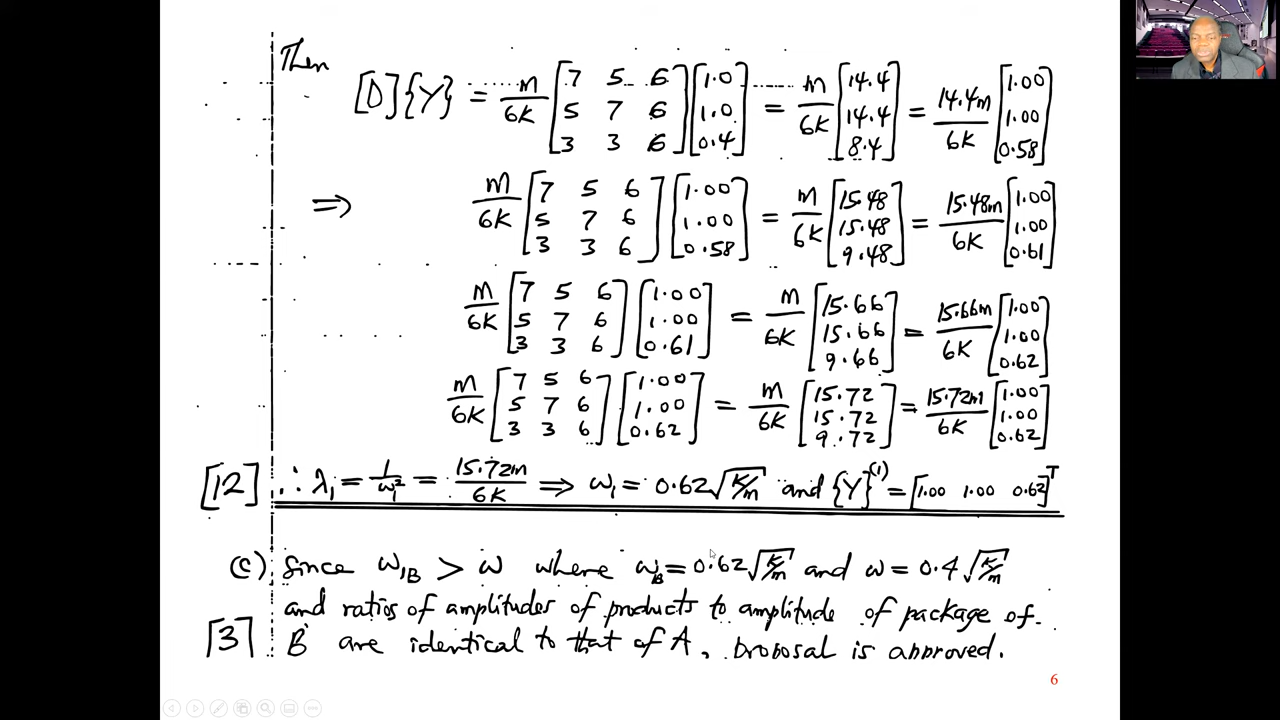 Then
[D]{Y} = m/6K [7 5 6; 5 7 6; 3 3 6] [1.0; 1.0; 0.4] = m/6K [14.4; 14.4; 8.4] = 14.4m/6K [1.00; 1.00; 0.58]
⇒ m/6K [7 5 6; 5 7 6; 3 3 6] [1.00; 1.00; 0.58] = m/6K [15.48; 15.48; 9.48] = 15.48m/6K [1.00; 1.00; 0.61]
m/6K [7 5 6; 5 7 6; 3 3 6] [1.00; 1.00; 0.61] = m/6K [15.66; 15.66; 9.66] = 15.66m/6K [1.00; 1.00; 0.62]
m/6K [7 5 6; 5 7 6; 3 3 6] [1.00; 1.00; 0.62] = m/6K [15.72; 15.72; 9.72] = 15.72m/6K [1.00; 1.00; 0.62]
[12] ∴ λ₁ = 1/ω₁² = 15.72m/6K ⇒ ω₁ = 0.62√(K/m) and {Y}⁽¹⁾ = [1.00 1.00 0.62]ᵀ
(c) Since ω₁B > ω where ω₁B = 0.62√(K/m) and ω = 0.4√(K/m)
and ratios of amplitudes of products to amplitude of package of
[3] B are identical to that of A, proposal is approved.
6